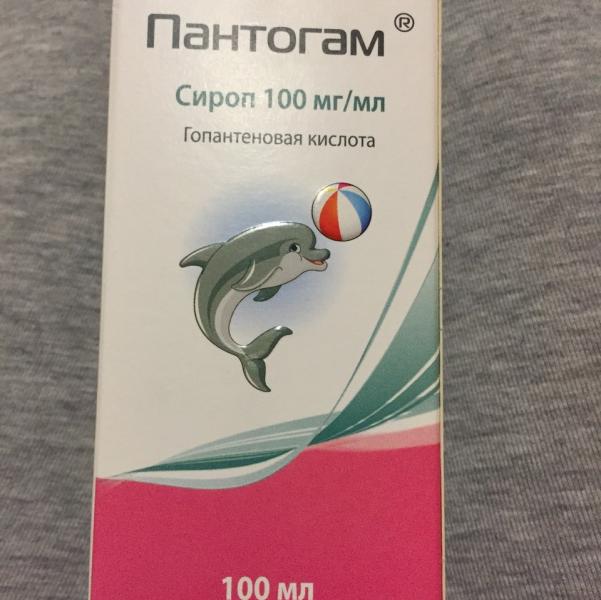 Пантогам ®
Сироп 100 мг/мл
Гопантеновая кислота
100 мл